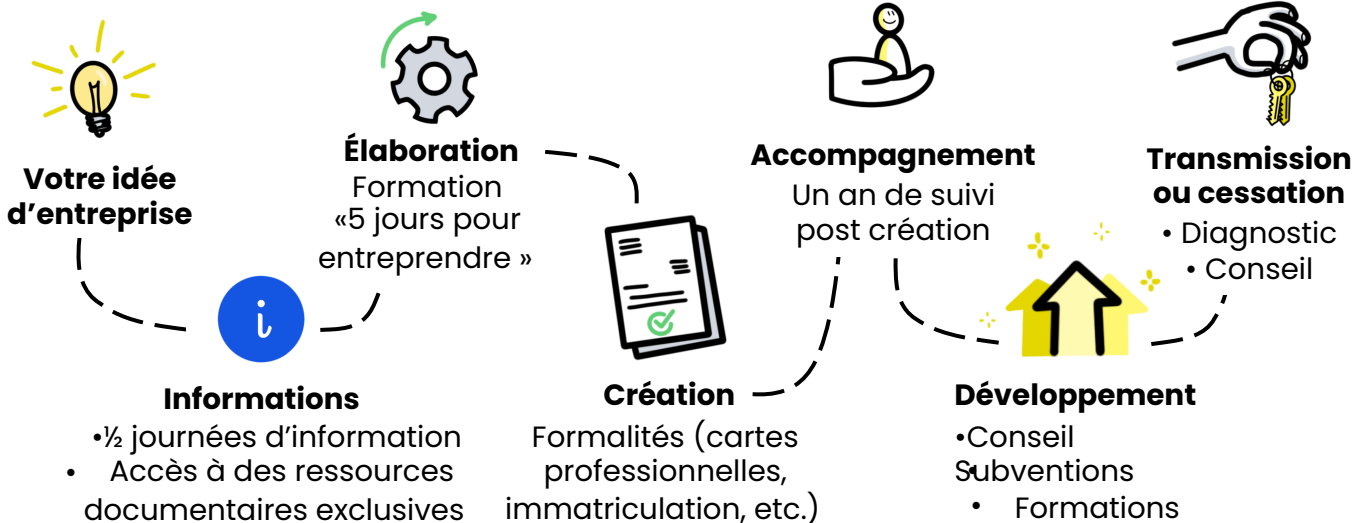 Votre idée
d'entreprise
i
Informations
•½ journées d'information
• Accès à des ressources
documentaires exclusives
Élaboration
Formation
«5 jours pour
entreprendre »
Création
Formalités (cartes
professionnelles,
immatriculation, etc.)
Accompagnement
Un an de suivi
post création
Développement
•Conseil
•Subventions
• Formations
Transmission
ou cessation
• Diagnostic
• Conseil